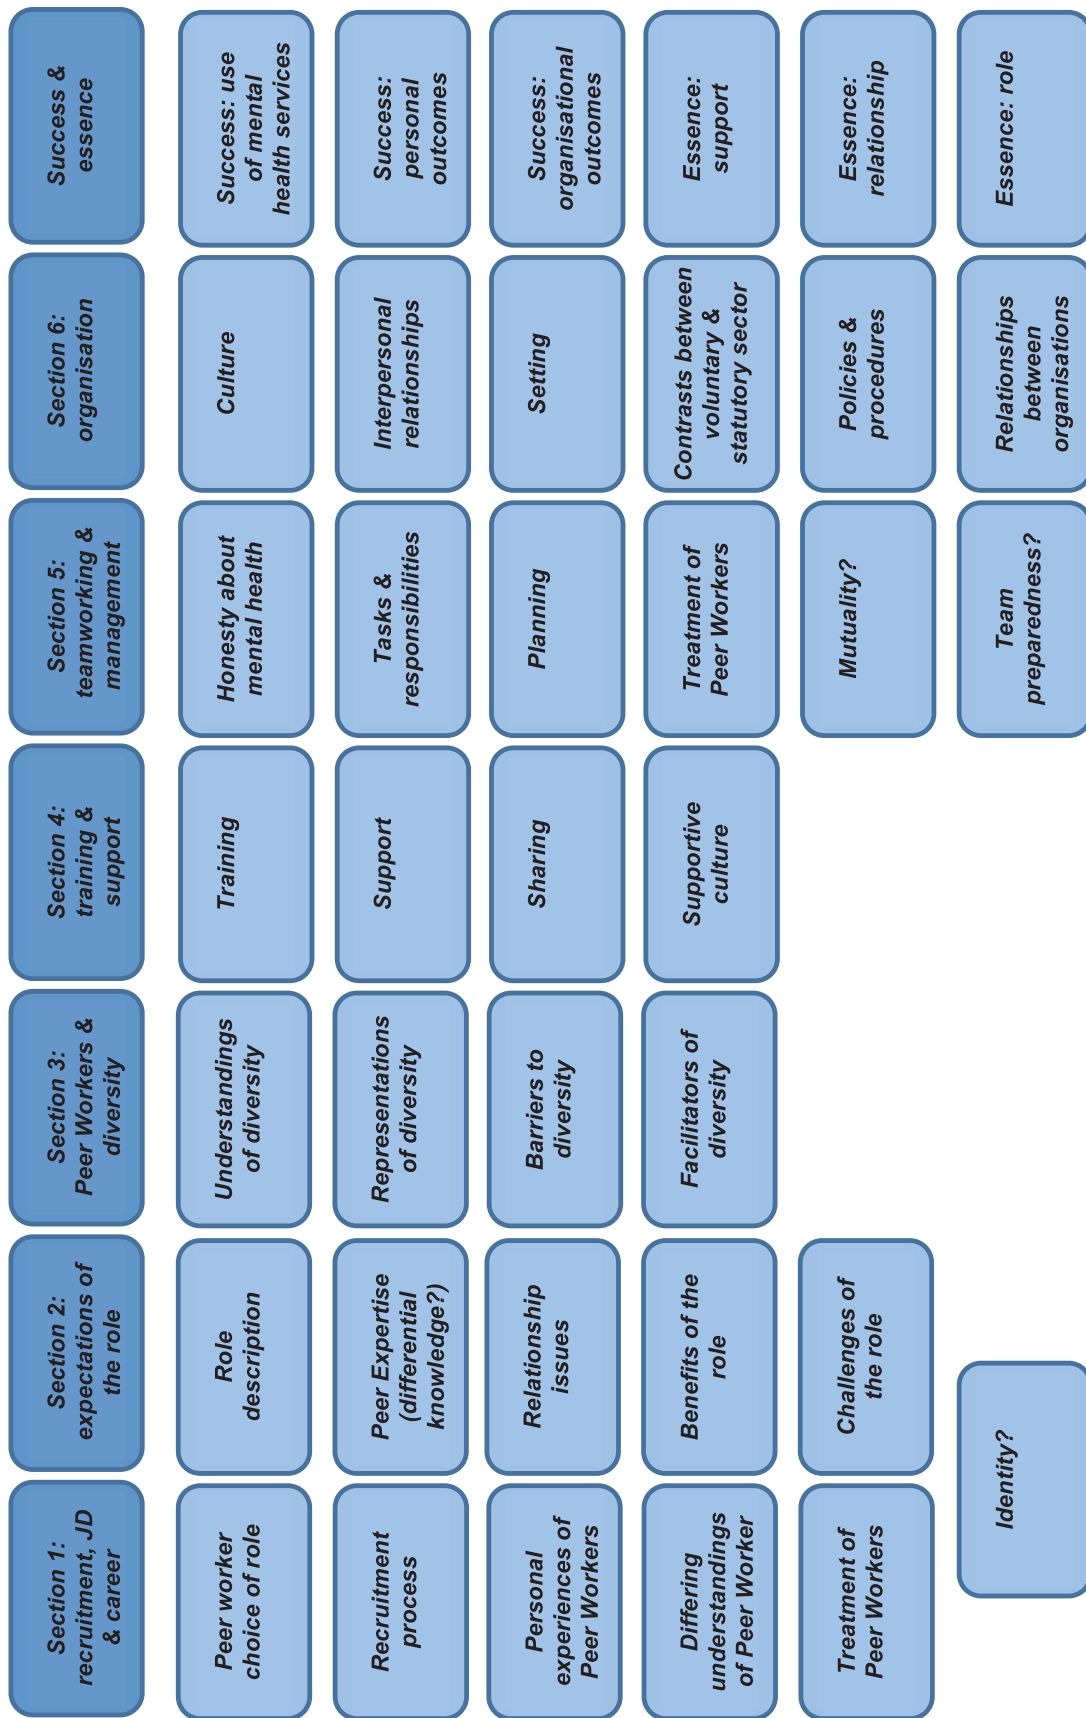 Section 1:
recruitment, JD
& career
Section 2:
expectations of
the role
Section 3:
Peer Workers &
diversity
Section 4:
training &
support
Section 5:
teamworking &
management
Section 6:
organisation
Success &
essence
Peer worker
choice of role
Role
description
Understandings
of diversity
Training
Honesty about
mental health
Culture
Success: use
of mental
health services
Recruitment
process
Peer Expertise
(differential
knowledge?)
Representations
of diversity
Support
Tasks &
responsibilities
Interpersonal
relationships
Success:
personal
outcomes
Personal
experiences of
Peer Workers
Relationship
issues
Barriers to
diversity
Sharing
Planning
Setting
Success:
organisational
outcomes
Differing
understandings
of Peer Worker
Benefits of the
role
Facilitators of
diversity
Supportive
culture
Treatment of
Peer Workers
Contrasts between
voluntary &
statutory sector
Essence:
support
Treatment of
Peer Workers
Challenges of
the role
Mutuality?
Policies &
procedures
Essence:
relationship
Identity?
Team
preparedness?
Relationships
between
organisations
Essence: role